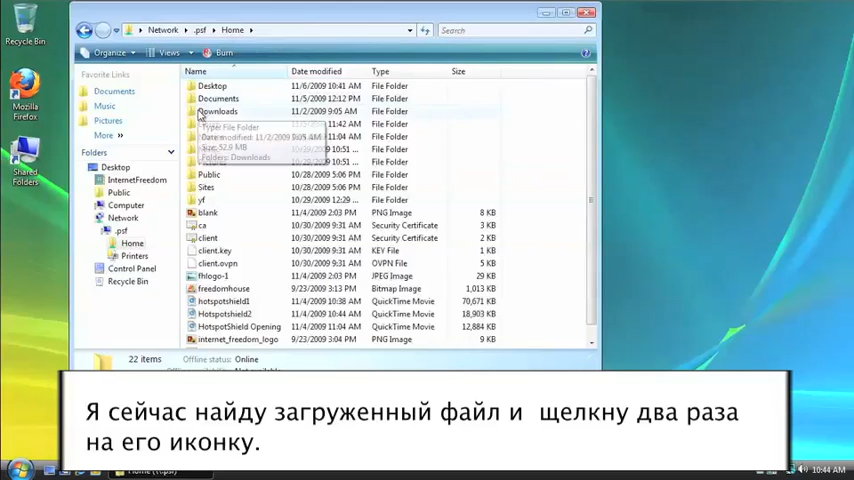 Recycle Bin
Mozilla
Firefox
Shared
Folders
Network
.psf
Home
Search
Organize
Views
Burn
Favorite Links
Documents
Music
Pictures
More
Folders
Desktop
InternetFreedom
Public
Computer
Network
.psf
Home
Printers
Control Panel
Recycle Bin
Name Date modified Type Size
Desktop 11/6/2009 10:41 AM File Folder
Documents 11/5/2009 12:12 PM File Folder
Downloads 11/2/2009 9:05 AM File Folder
11:42 AM File Folder
11:04 AM File Folder
10:51 ... File Folder
10:51 ... File Folder
Type: File Folder
Date modified: 11/2/2009 9:05 AM
Size: 52.9 MB
Folders: Downloads
Public 10/28/2009 5:06 PM File Folder
Sites 10/28/2009 5:06 PM File Folder
yf 10/29/2009 12:29 ... File Folder
blank 11/4/2009 2:03 PM PNG Image 8 KB
ca 10/30/2009 9:31 AM Security Certificate 3 KB
client 10/30/2009 9:31 AM Security Certificate 2 KB
client.key 10/30/2009 9:31 AM KEY File 1 KB
client.ovpn 10/30/2009 9:31 AM OVPN File 1 KB
fhlogo-1 11/4/2009 2:03 PM JPEG Image 29 KB
freedomhouse 9/23/2009 3:13 PM Bitmap Image 1,013 KB
hotspotshield1 11/4/2009 10:38 AM QuickTime Movie 70,671 KB
Hotspotshield2 11/4/2009 10:44 AM QuickTime Movie 18,903 KB
HotspotShield Opening 11/4/2009 11:04 AM QuickTime Movie 12,884 KB
internet_freedom_logo 9/23/2009 3:04 PM PNG Image 9 KB
22 items Offline status: Online
Я сейчас найду загруженный файл и щелкну два раза
на его иконку.
10:44 AM